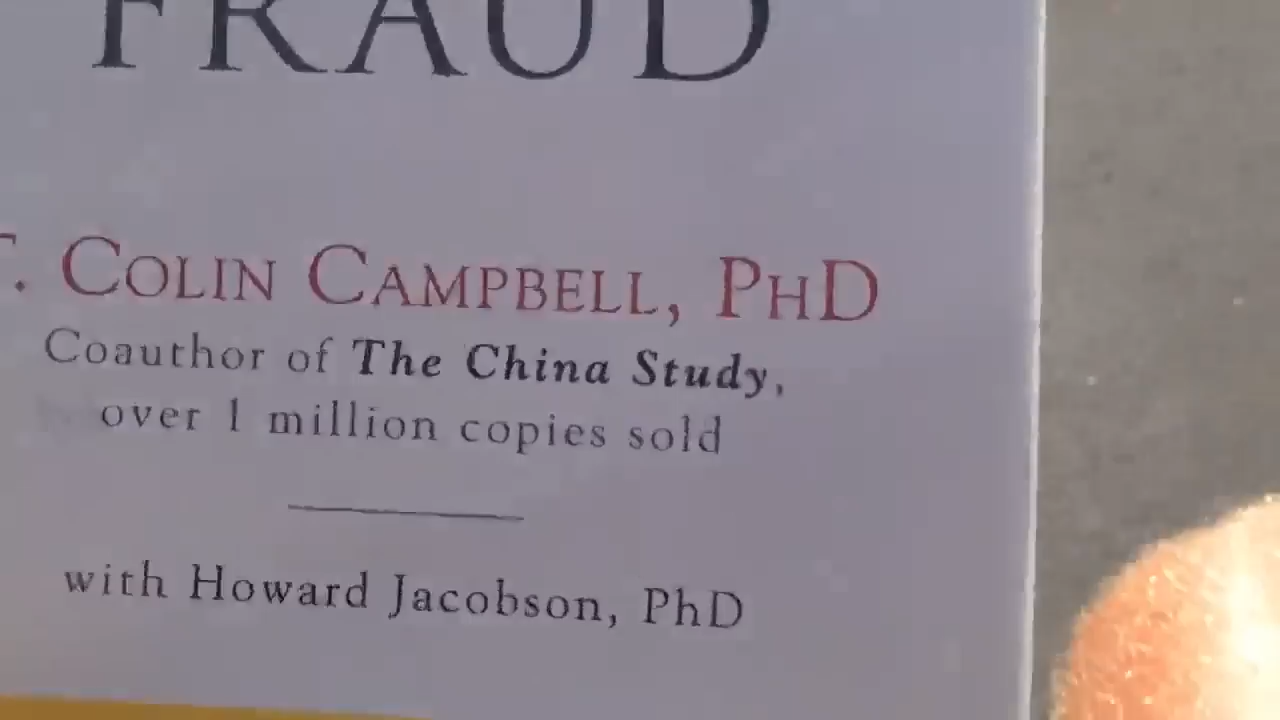 FRAUD
T. COLIN CAMPBELL, PHD
Coauthor of The China Study,
over 1 million copies sold
with Howard Jacobson, PhD